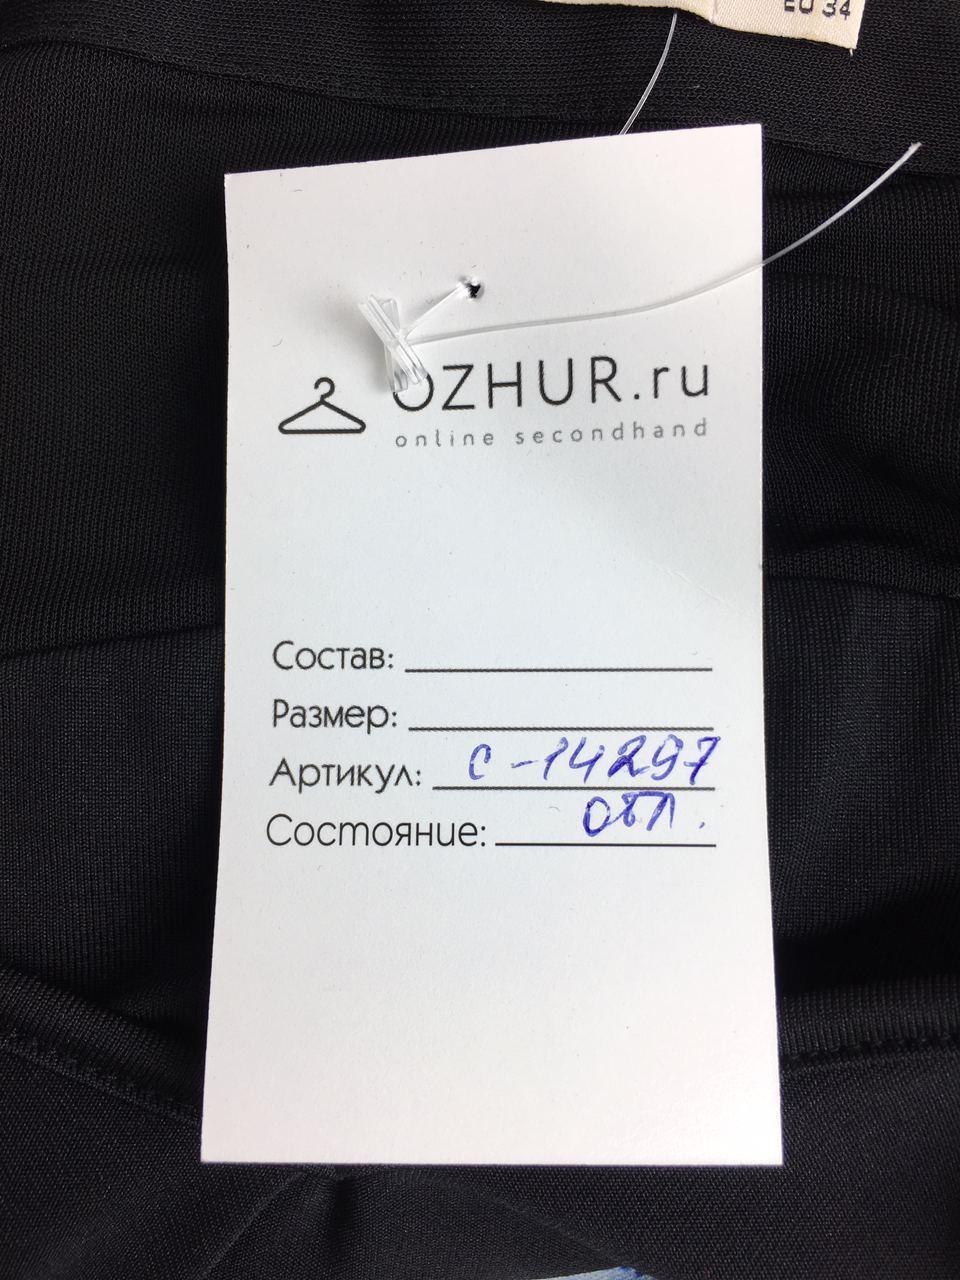 EU 34
OZHUR.ru
online secondhand
Состав:
Размер:
Артикул: с-14297
Состояние: отл.